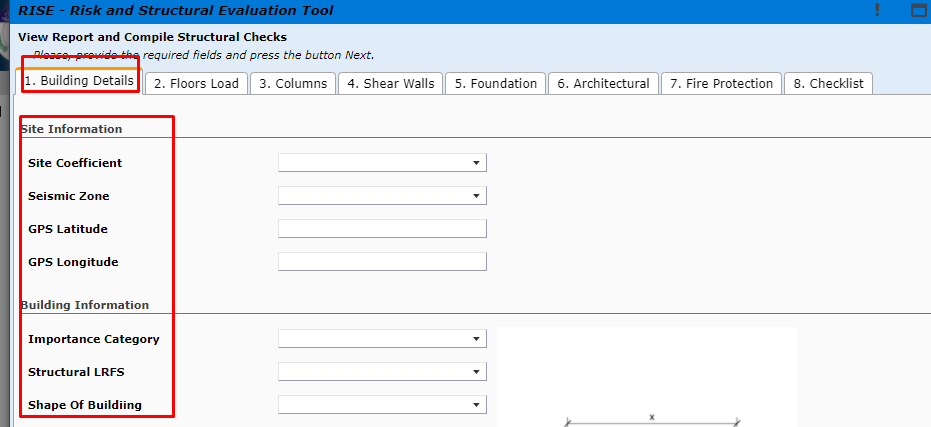 RISE - Risk and Structural Evaluation Tool
View Report and Compile Structural Checks
Please, provide the required fields and press the button Next.
1. Building Details 2. Floors Load 3. Columns 4. Shear Walls 5. Foundation 6. Architectural 7. Fire Protection 8. Checklist
Site Information
Site Coefficient
Seismic Zone
GPS Latitude
GPS Longitude
Building Information
Importance Category
Structural LRFS
Shape Of Buildiing
x